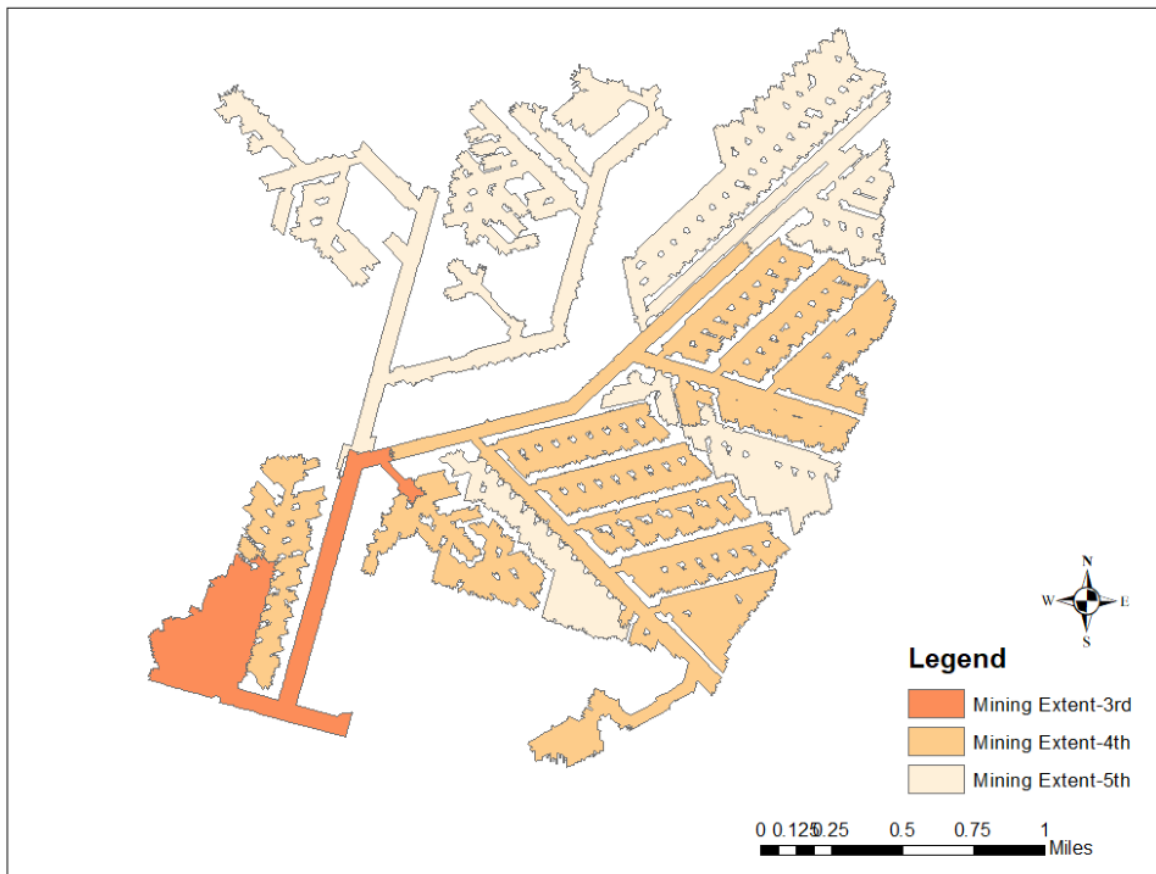 N
W E
S
Legend
Mining Extent-3rd
Mining Extent-4th
Mining Extent-5th
0 0.125 0.25 0.5 0.75 1
Miles